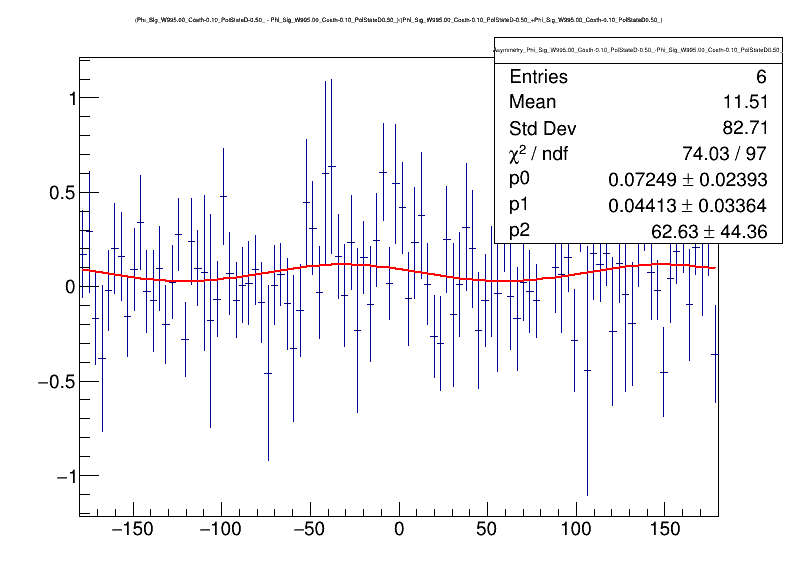 (Phi_Sig_W995.00_Costh-0.10_PolStateD-0.50_ - Phi_Sig_W995.00_Costh-0.10_PolStateD0.50_)/(Phi_Sig_W995.00_Costh-0.10_PolStateD-0.50_+Phi_Sig_W995.00_Costh-0.10_PolStateD0.50_)
Asymmetry_Phi_Sig_W995.00_Costh-0.10_PolStateD-0.50_-Phi_Sig_W995.00_Costh-0.10_PolStateD0.50_
Entries 6
Mean 11.51
Std Dev 82.71
χ² / ndf 74.03 / 97
p0 0.07249 ± 0.02393
p1 0.04413 ± 0.03364
p2 62.63 ± 44.36
1
0.5
0
−0.5
−1
−150 −100 −50 0 50 100 150